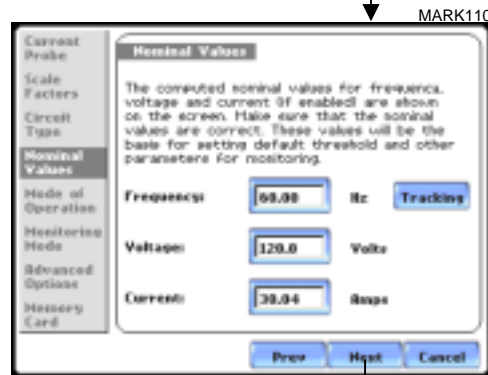 MARK110
Current
Probe
Scale
Factors
Circuit
Type
Nominal
Values
Mode of
Operation
Monitoring
Mode
Advanced
Options
Memory
Card
Nominal Values
The computed nominal values for frequency,
voltage and current (if enabled) are shown
on the screen. Make sure that the nominal
values are correct. These values will be the
basis for setting default threshold and other
parameters for monitoring.
Frequency: 60.00 Hz Tracking
Voltage: 120.0 Volts
Current: 30.04 Amps
Prev Next Cancel